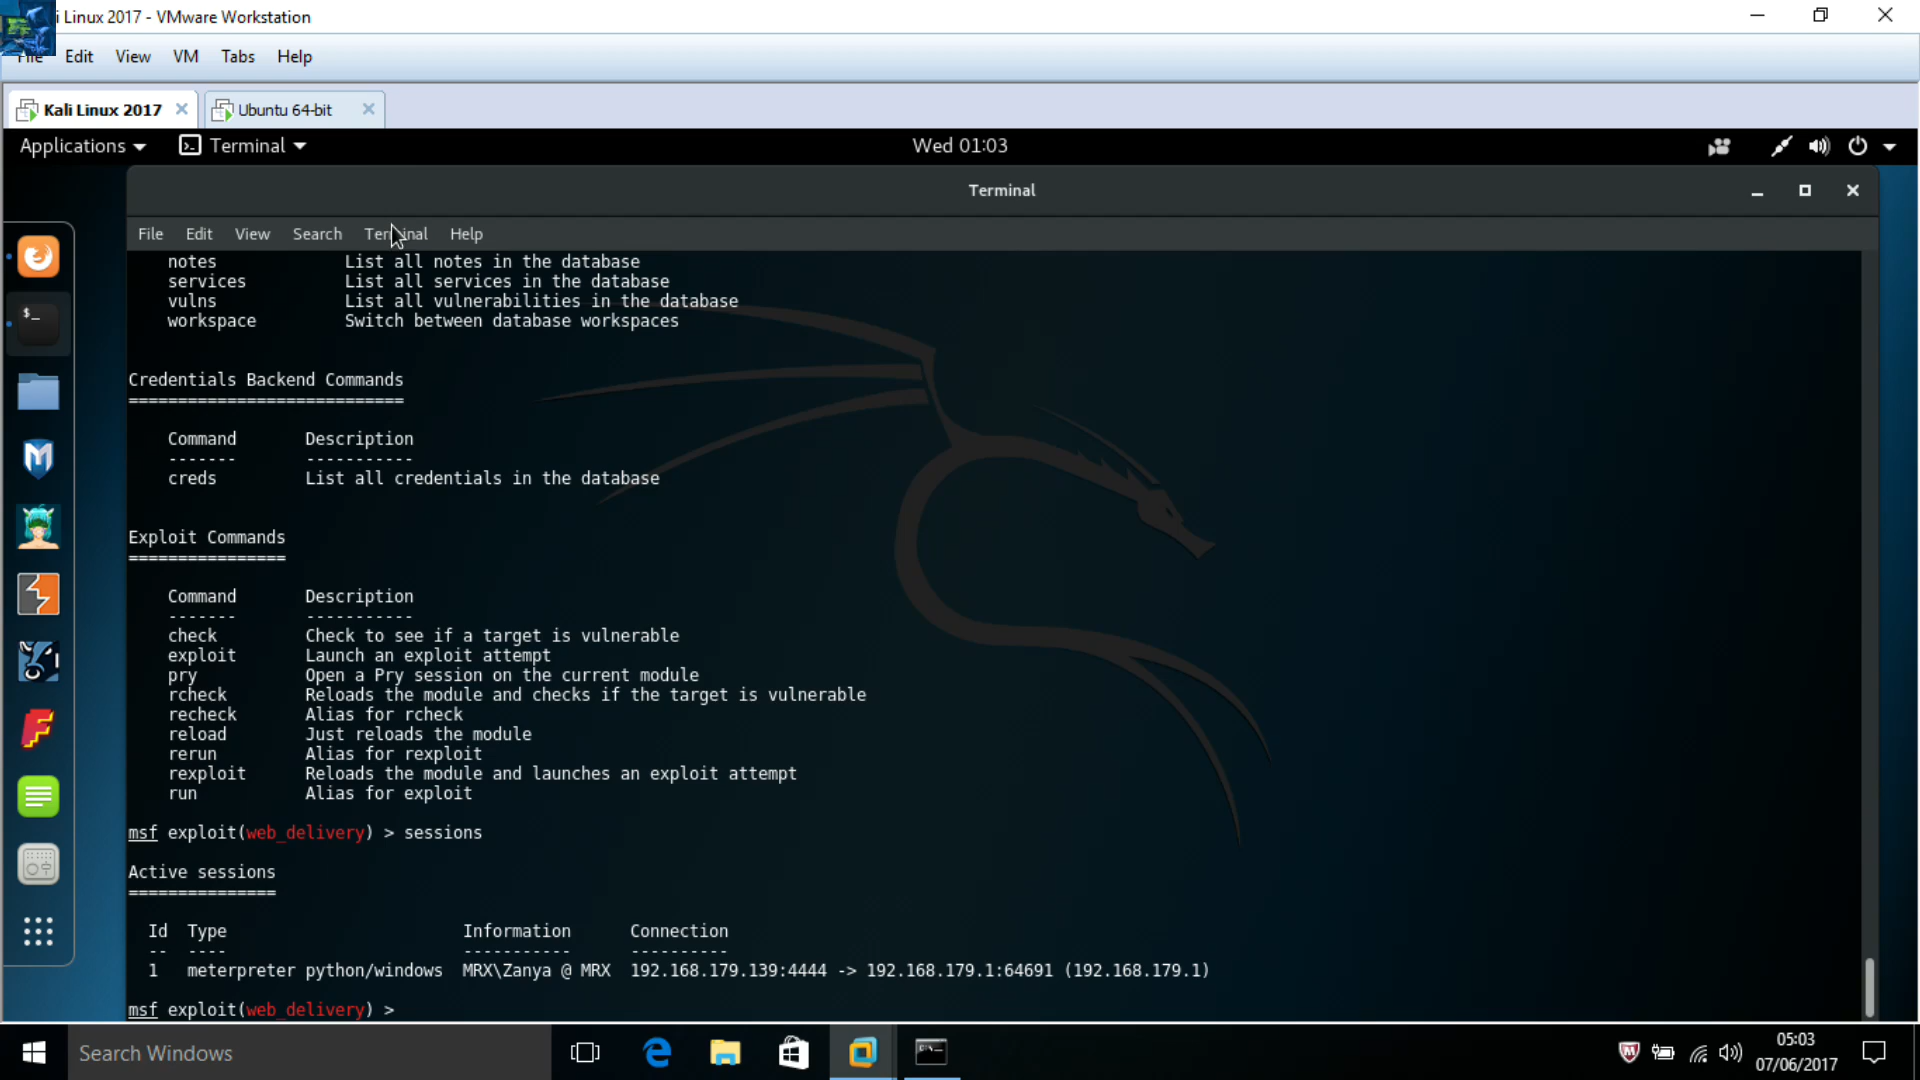 i Linux 2017 - VMware Workstation
File Edit View VM Tabs Help
Kali Linux 2017 Ubuntu 64-bit
Applications Terminal Wed 01:03
Terminal
File Edit View Search Terminal Help
notes List all notes in the database
services List all services in the database
vulns List all vulnerabilities in the database
workspace Switch between database workspaces
Credentials Backend Commands
============================
Command Description
------- -----------
creds List all credentials in the database
Exploit Commands
================
Command Description
------- -----------
check Check to see if a target is vulnerable
exploit Launch an exploit attempt
pry Open a Pry session on the current module
rcheck Reloads the module and checks if the target is vulnerable
recheck Alias for rcheck
reload Just reloads the module
rerun Alias for rexploit
rexploit Reloads the module and launches an exploit attempt
run Alias for exploit
msf exploit(web_delivery) > sessions
Active sessions
===============
Id Type Information Connection
-- ---- ----------- ----------
1 meterpreter python/windows MRX\Zanya @ MRX 192.168.179.139:4444 -> 192.168.179.1:64691 (192.168.179.1)
msf exploit(web_delivery) >
Search Windows
05:03
07/06/2017